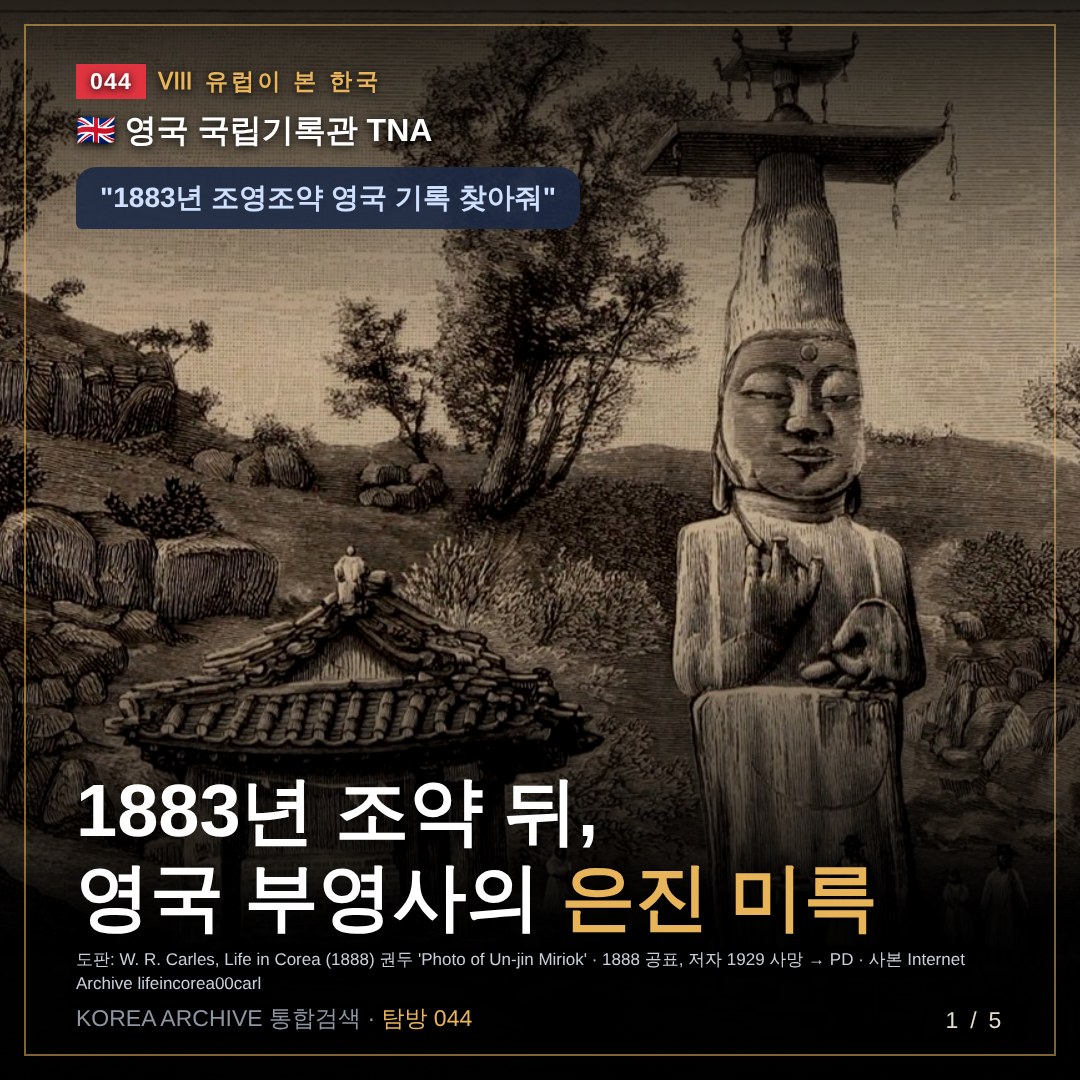 044 Ⅷ 유럽이 본 한국
🇬🇧 영국 국립기록관 TNA
"1883년 조영조약 영국 기록 찾아줘"
1883년 조약 뒤,
영국 부영사의 은진 미륵
도판: W. R. Carles, Life in Corea (1888) 권두 'Photo of Un-jin Miriok' · 1888 공표, 저자 1929 사망 → PD · 사본 Internet
Archive lifeincorea00carl
KOREA ARCHIVE 통합검색 · 탐방 044
1 / 5